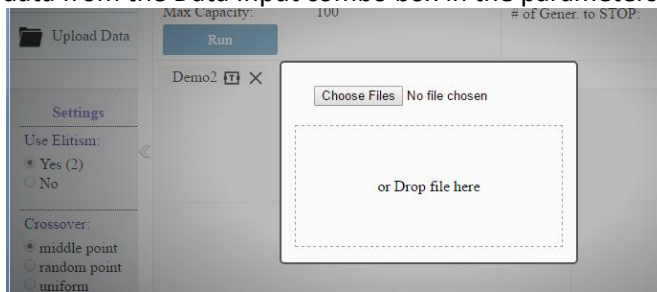 data from the Data Input combo box in the parameters
Max Capacity: 100 # of Gener. to STOP:
Upload Data
Run
Demo2
Choose Files No file chosen
Settings
Use Elitism:
Yes (2)
No
or Drop file here
Crossover:
middle point
random point
uniform